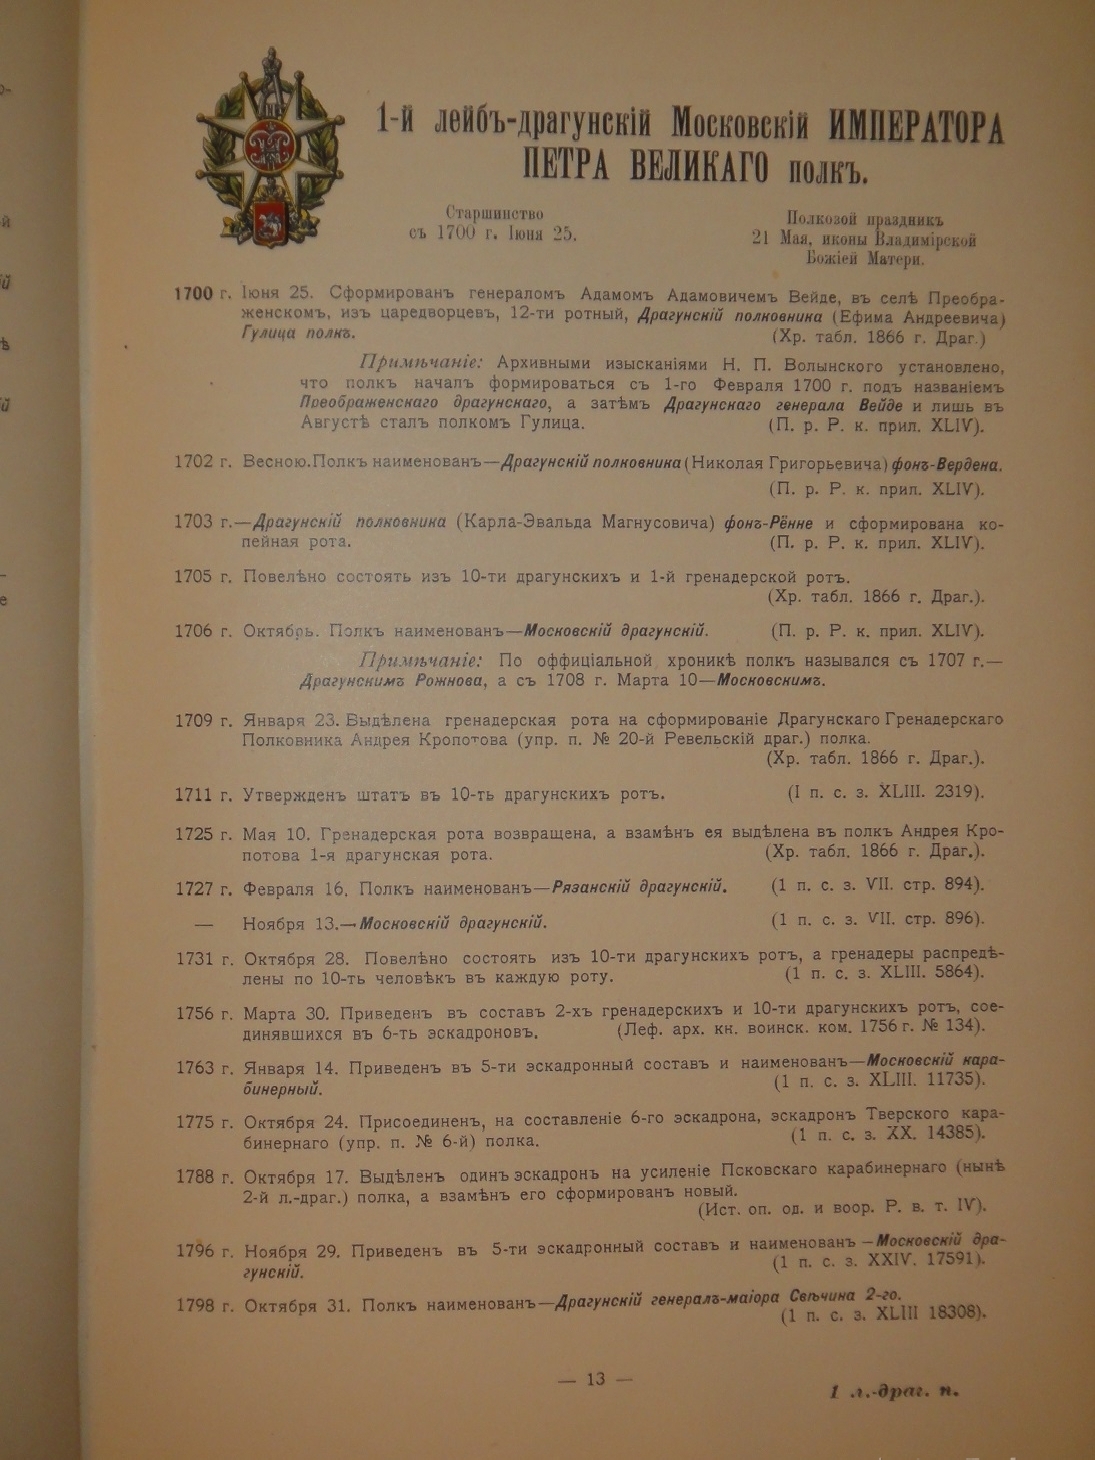 1-й лейбъ-драгунскій Московскій ИМПЕРАТОРА
ПЕТРА ВЕЛИКАГО полкъ.
Старшинство
съ 1700 г. Іюня 25.
Полковой праздникъ
21 Мая, иконы Владимірской
Божіей Матери.
1700 г. Іюня 25. Сформированъ генераломъ Адамомъ Адамовичемъ Вейде, въ селѣ Преобра-
женскомъ, изъ царедворцевъ, 12-ти ротный, Драгунскій полковника (Ефима Андреевича)
Гулица полкъ. (Хр. табл. 1866 г. Драг.)
Примѣчаніе: Архивными изысканіями Н. П. Волынского установлено,
что полкъ началъ формироваться съ 1-го Февраля 1700 г. подъ названіемъ
Преображенскаго драгунскаго, а затѣмъ Драгунскаго генерала Вейде и лишь въ
Августѣ сталъ полкомъ Гулица. (П. р. Р. к. прил. XLIV).
1702 г. Весною. Полкъ наименованъ—Драгунскій полковника (Николая Григорьевича) фонъ-Вердена.
(П. р. Р. к. прил. XLIV).
1703 г.—Драгунскій полковника (Карла-Эвальда Магнусовича) фонъ-Рённе и сформирована ко-
пейная рота. (П. р. Р. к. прил. XLIV).
1705 г. Повелѣно состоять изъ 10-ти драгунскихъ и 1-й гренадерской ротъ.
(Хр. табл. 1866 г. Драг.).
1706 г. Октябрь. Полкъ наименованъ—Московскій драгунскій. (П. р. Р. к. прил. XLIV).
Примѣчаніе: По оффиціальной хроникѣ полкъ назывался съ 1707 г.—
Драгунскимъ Рожнова, а съ 1708 г. Марта 10—Московскимъ.
1709 г. Января 23. Выдѣлена гренадерская рота на сформированіе Драгунскаго Гренадерскаго
Полковника Андрея Кропотова (упр. п. № 20-й Ревельскій драг.) полка.
(Хр. табл. 1866 г. Драг.).
1711 г. Утвержденъ штатъ въ 10-ть драгунскихъ ротъ. (I п. с. з. XLIII. 2319).
1725 г. Мая 10. Гренадерская рота возвращена, а взамѣнъ ея выдѣлена въ полкъ Андрея Кро-
потова 1-я драгунская рота. (Хр. табл. 1866 г. Драг.).
1727 г. Февраля 16. Полкъ наименованъ—Рязанскій драгунскій. (1 п. с. з. VII. стр. 894).
— Ноября 13.—Московскій драгунскій. (1 п. с. з. VII. стр. 896).
1731 г. Октября 28. Повелѣно состоять изъ 10-ти драгунскихъ ротъ, а гренадеры распредѣ-
лены по 10-ть человѣкъ въ каждую роту. (1 п. с. з. XLIII. 5864).
1756 г. Марта 30. Приведенъ въ составъ 2-хъ гренадерскихъ и 10-ти драгунскихъ ротъ, сое-
динявшихся въ 6-ть эскадроновъ. (Леф. арх. кн. воинск. ком. 1756 г. № 134).
1763 г. Января 14. Приведенъ въ 5-ти эскадронный составъ и наименованъ—Московскій кара-
бинерный. (1 п. с. з. XLIII. 11735).
1775 г. Октября 24. Присоединенъ, на составленіе 6-го эскадрона, эскадронъ Тверского кара-
бинернаго (упр. п. № 6-й) полка. (1 п. с. з. XX. 14385).
1788 г. Октября 17. Выдѣленъ одинъ эскадронъ на усиленіе Псковскаго карабинернаго (нынѣ
2-й л.-драг.) полка, а взамѣнъ его сформированъ новый.
(Ист. оп. од. и воор. Р. в. т. IV).
1796 г. Ноября 29. Приведенъ въ 5-ти эскадронный составъ и наименованъ—Московскій дра-
гунскій. (1 п. с. з. XXIV. 17591).
1798 г. Октября 31. Полкъ наименованъ—Драгунскій генералъ-маіора Свѣчина 2-го.
(1 п. с. з. XLIII 18308).
— 13 —
1 л.-драг. п.